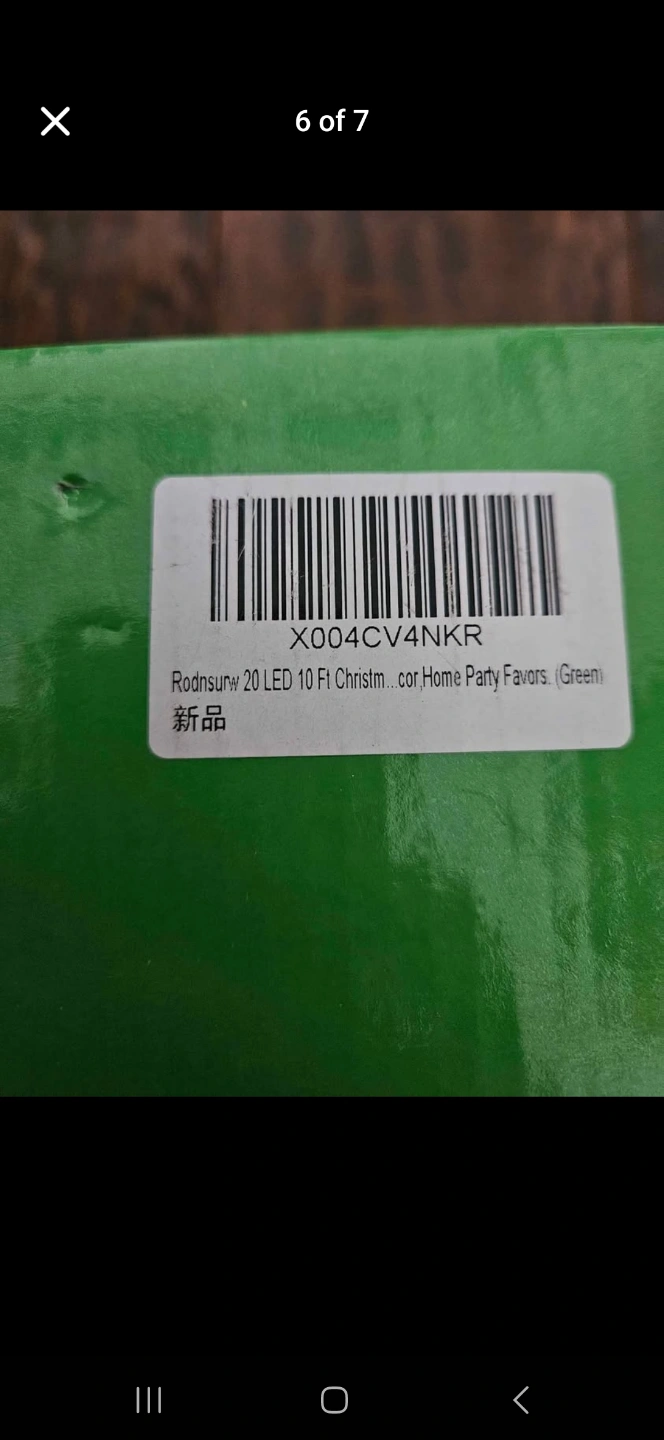 6 of 7
X004CV4NKR
Rodnsurw 20 LED 10 Ft Christm...cor,Home Party Favors. (Green)
新品